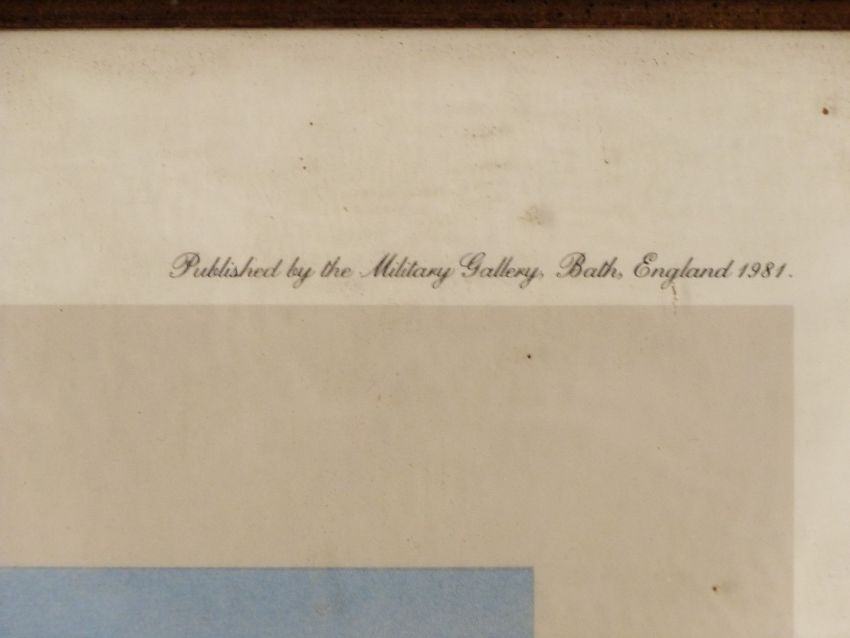 Published by the Military Gallery, Bath, England 1981.